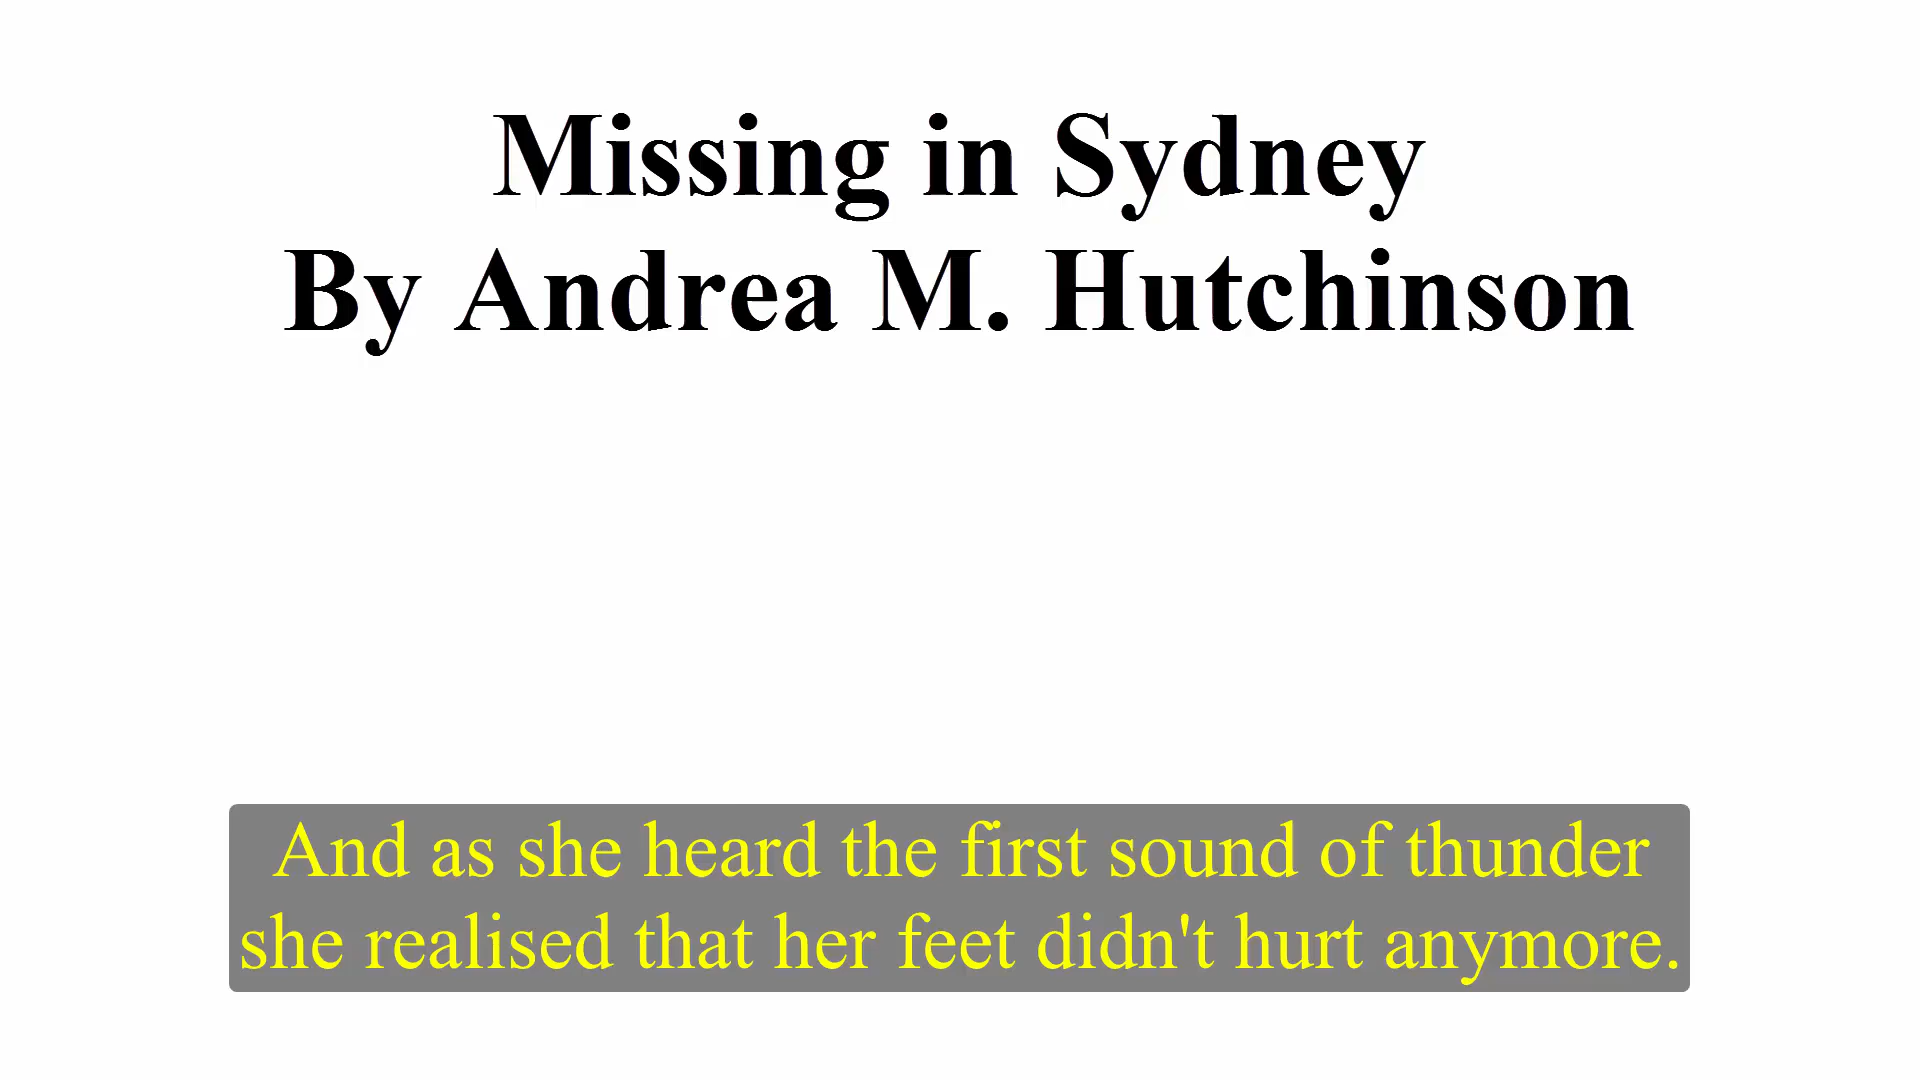 Missing in Sydney
By Andrea M. Hutchinson
And as she heard the first sound of thunder
she realised that her feet didn't hurt anymore.